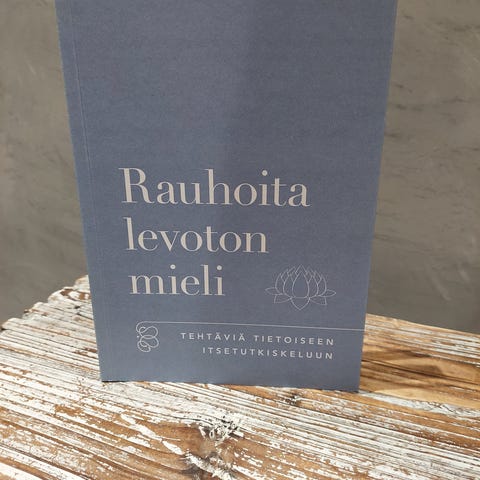 Rauhoita
levoton
mieli
TEHTÄVIÄ TIETOISEEN
ITSETUTKISKELUUN